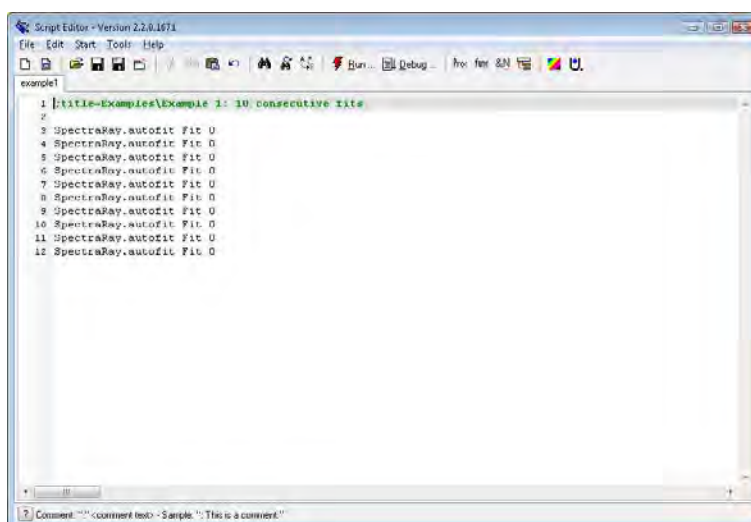 Script Editor - Version 2.2.0.1671
File Edit Start Tools Help
Run... Debug...
example1
1 ;title=Examples\Example 1: 10 consecutive fits
2
3 SpectraRay.autofit Fit 0
4 SpectraRay.autofit Fit 0
5 SpectraRay.autofit Fit 0
6 SpectraRay.autofit Fit 0
7 SpectraRay.autofit Fit 0
8 SpectraRay.autofit Fit 0
9 SpectraRay.autofit Fit 0
10 SpectraRay.autofit Fit 0
11 SpectraRay.autofit Fit 0
12 SpectraRay.autofit Fit 0
? Comment: ";" <comment text> - Sample: "; This is a comment."